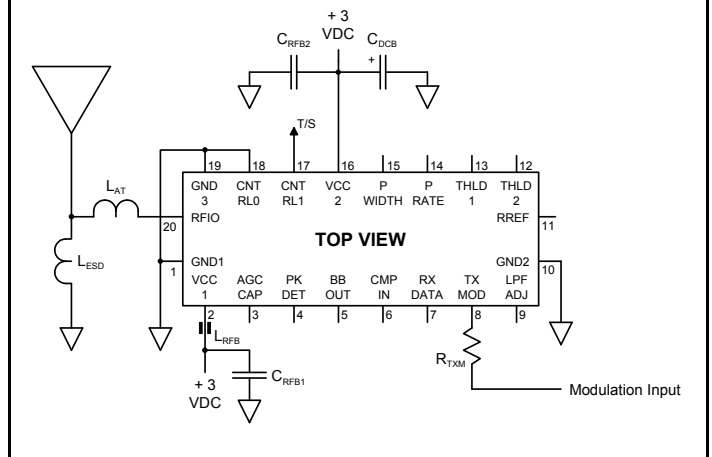 + 3
VDC
CRFB2
CDCB
+
T/S
19 18 17 16 15 14 13 12
GND CNT CNT VCC P P THLD THLD
3 RL0 RL1 2 WIDTH RATE 1 2
LAT
20
RFIO
RREF
11
TOP VIEW
LESD
GND1
1
GND2
10
VCC AGC PK BB CMP RX TX LPF
1 CAP DET OUT IN DATA MOD ADJ
2 3 4 5 6 7 8 9
LRFB
RTXM
+ 3
VDC
CRFB1
Modulation Input